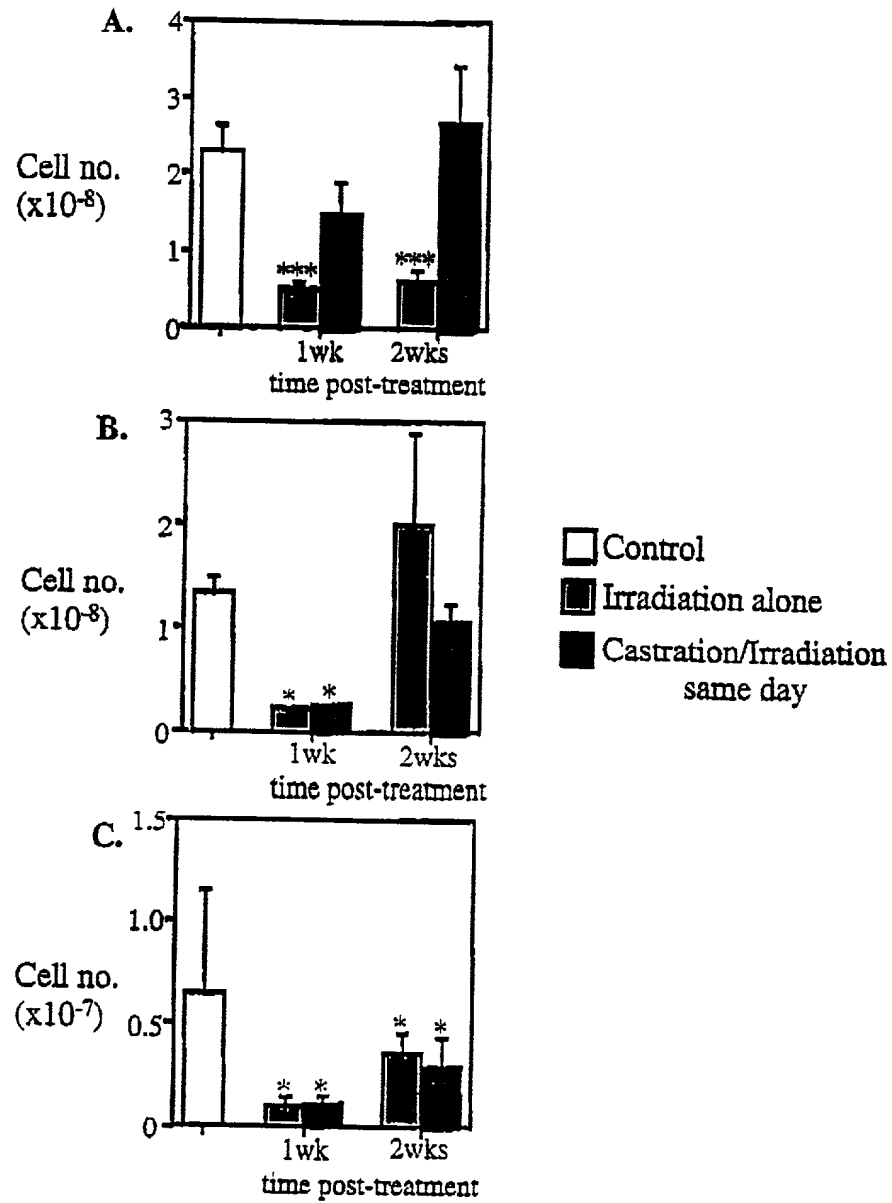 A.
4
3
2
1
0
Cell no.
(x10⁻⁸)
***
***
1wk
2wks
time post-treatment
B.
3
2
1
0
Cell no.
(x10⁻⁸)
*
*
1wk
2wks
time post-treatment
Control
Irradiation alone
Castration/Irradiation
same day
C.
1.5
1.0
0.5
0
Cell no.
(x10⁻⁷)
*
*
*
*
1wk
2wks
time post-treatment